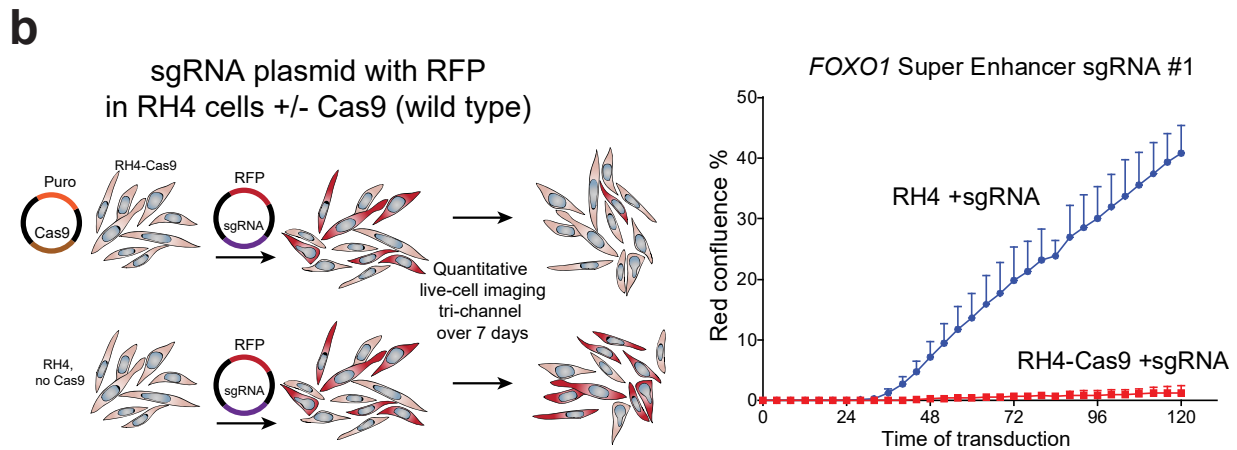 b
sgRNA plasmid with RFP
in RH4 cells +/- Cas9 (wild type)
RH4-Cas9
Puro
Cas9
RFP
sgRNA
Quantitative
live-cell imaging
tri-channel
over 7 days
RH4,
no Cas9
RFP
sgRNA
FOXO1 Super Enhancer sgRNA #1
Red confluence %
50
40
30
20
10
0
RH4 +sgRNA
RH4-Cas9 +sgRNA
0
24
48
72
96
120
Time of transduction